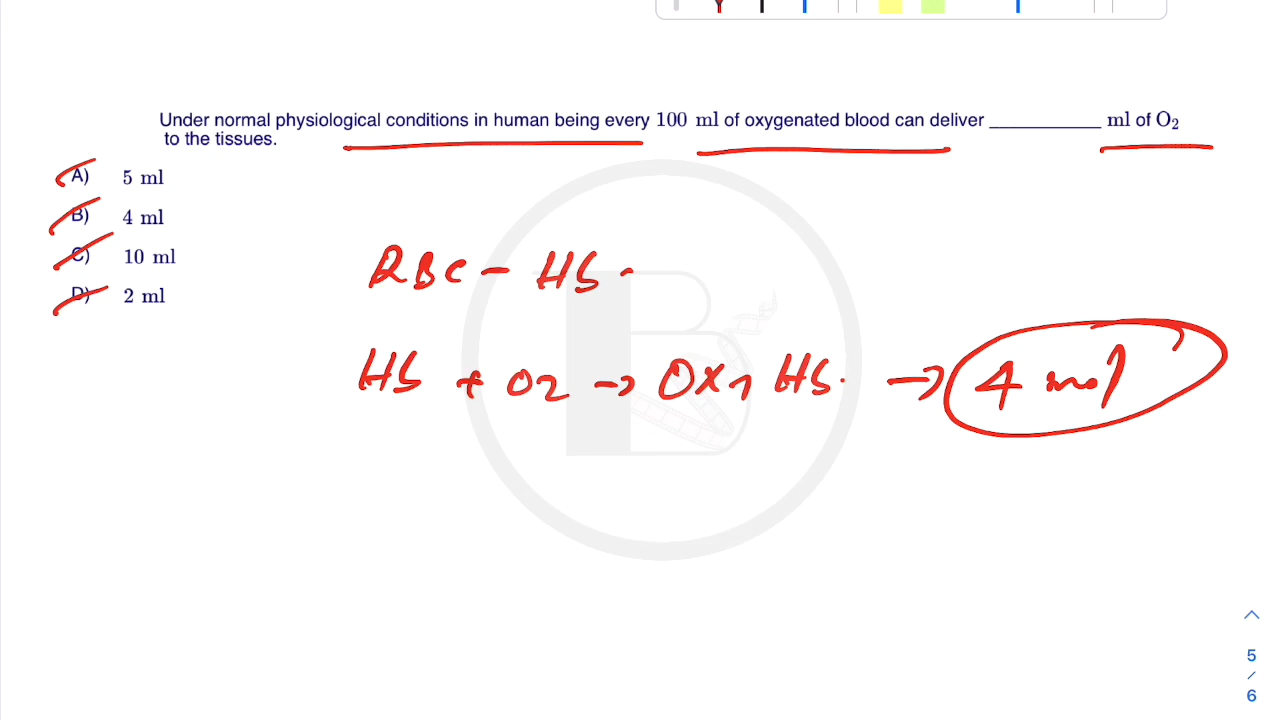 Under normal physiological conditions in human being every 100 ml of oxygenated blood can deliver ____________ ml of O₂
to the tissues.
A) 5 ml
B) 4 ml
C) 10 ml
D) 2 ml
RBC - Hb.
Hb + O2 → Oxy Hb. → 4 mol
5
/
6